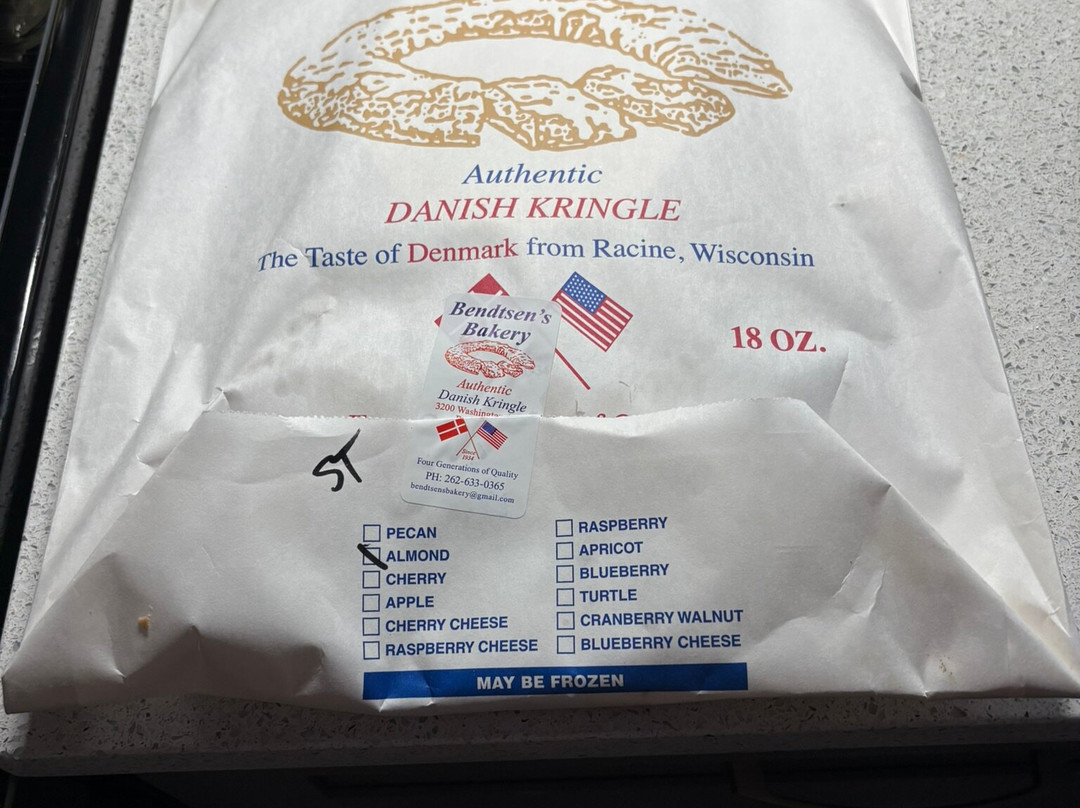 Authentic
DANISH KRINGLE
The Taste of Denmark from Racine, Wisconsin
18 OZ.
Bendtsen's
Bakery
Authentic
Danish Kringle
3200
Since
1934
Four Generations of Quality
PH: 262-633-0365
bendtsensbakery@gmail.com
ST
PECAN
ALMOND
CHERRY
APPLE
CHERRY CHEESE
RASPBERRY CHEESE
RASPBERRY
APRICOT
BLUEBERRY
TURTLE
CRANBERRY WALNUT
BLUEBERRY CHEESE
MAY BE FROZEN